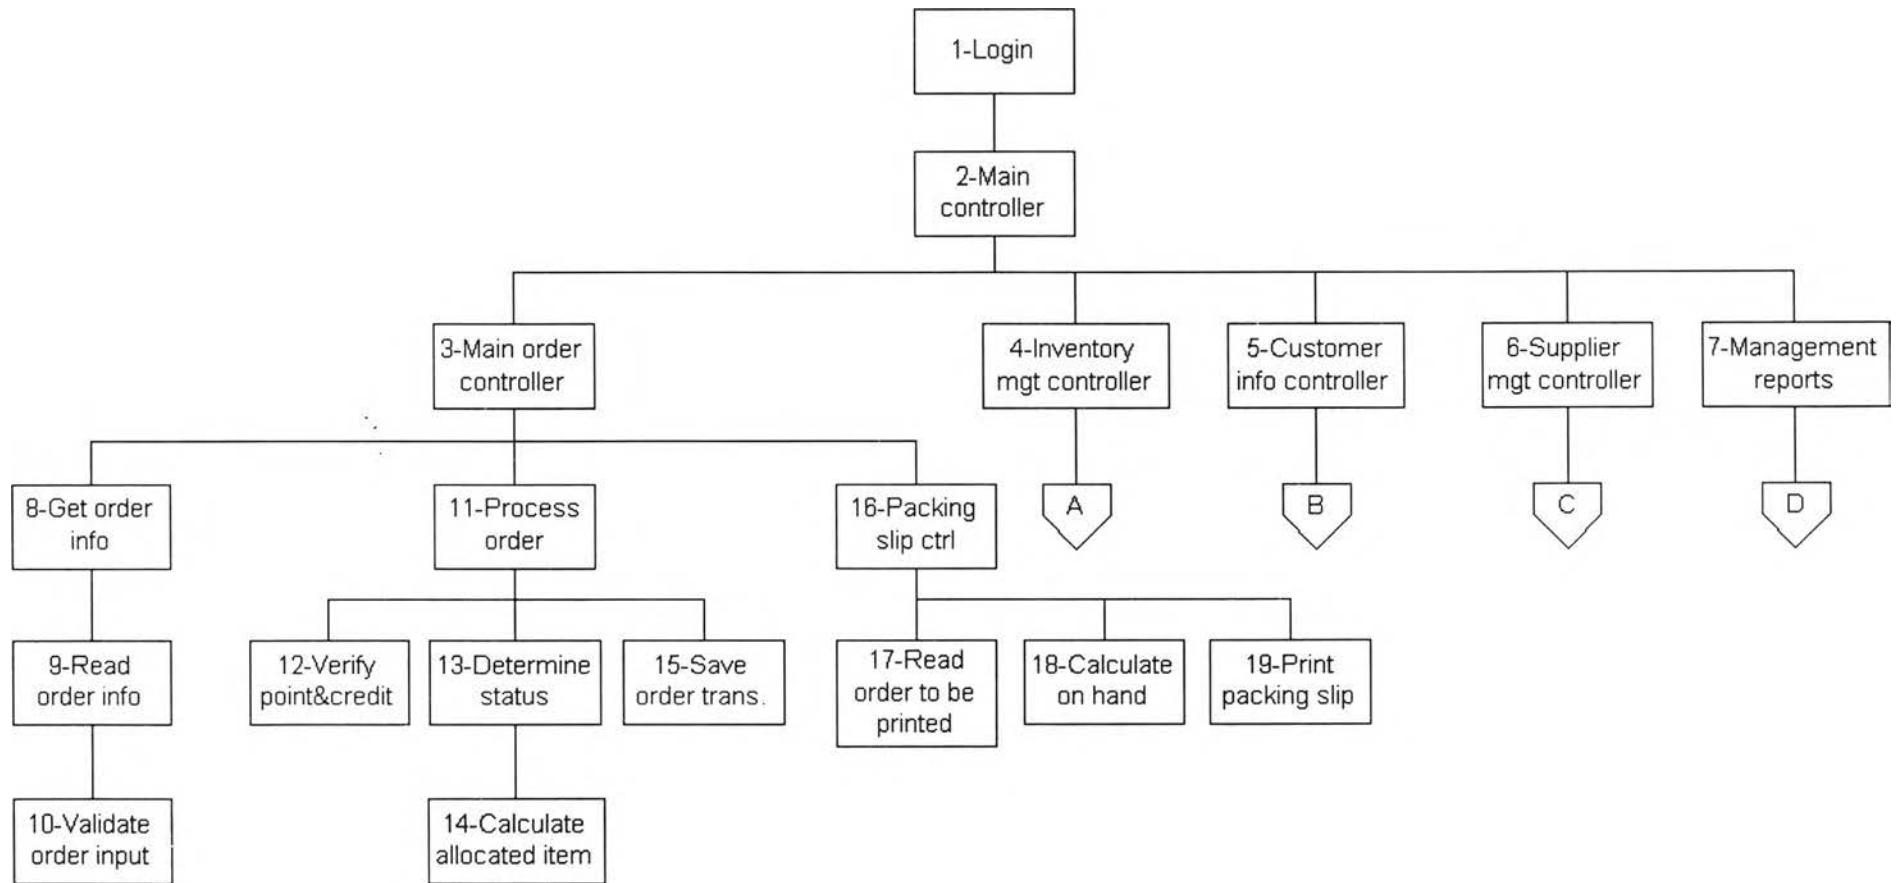 1-Login
2-Main
controller
3-Main order
controller
4-Inventory
mgt controller
5-Customer
info controller
6-Supplier
mgt controller
7-Management
reports
8-Get order
info
11-Process
order
16-Packing
slip ctrl
A
B
C
D
9-Read
order info
12-Verify
point&credit
13-Determine
status
15-Save
order trans.
17-Read
order to be
printed
18-Calculate
on hand
19-Print
packing slip
10-Validate
order input
14-Calculate
allocated item